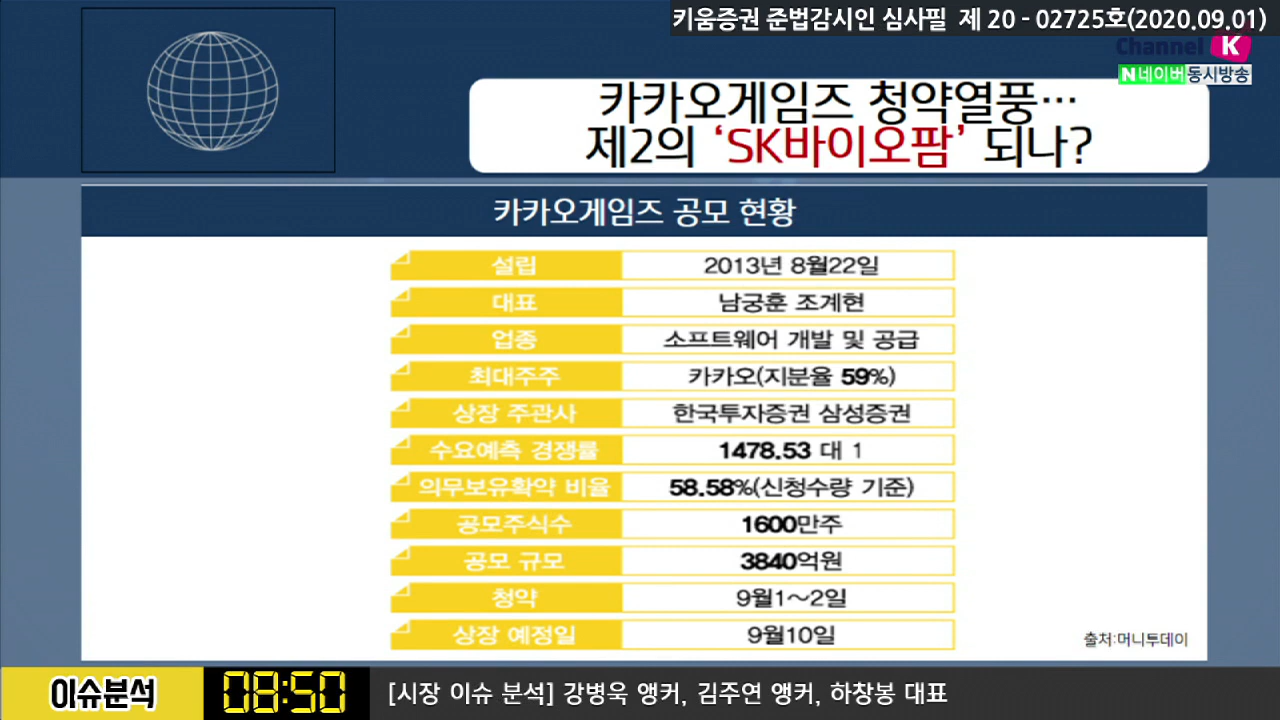 키움증권 준법감시인 심사필 제 20 - 02725호(2020.09.01)
Channel K
N네이버 동시방송
카카오게임즈 청약열풍…
제2의 ‘SK바이오팜’ 되나?
카카오게임즈 공모 현황
설립 2013년 8월22일
대표 남궁훈 조계현
업종 소프트웨어 개발 및 공급
최대주주 카카오(지분율 59%)
상장 주관사 한국투자증권 삼성증권
수요예측 경쟁률 1478.53 대 1
의무보유확약 비율 58.58%(신청수량 기준)
공모주식수 1600만주
공모 규모 3840억원
청약 9월1~2일
상장 예정일 9월10일
출처:머니투데이
이슈분석 08:50 [시장 이슈 분석] 강병욱 앵커, 김주연 앵커, 하창봉 대표